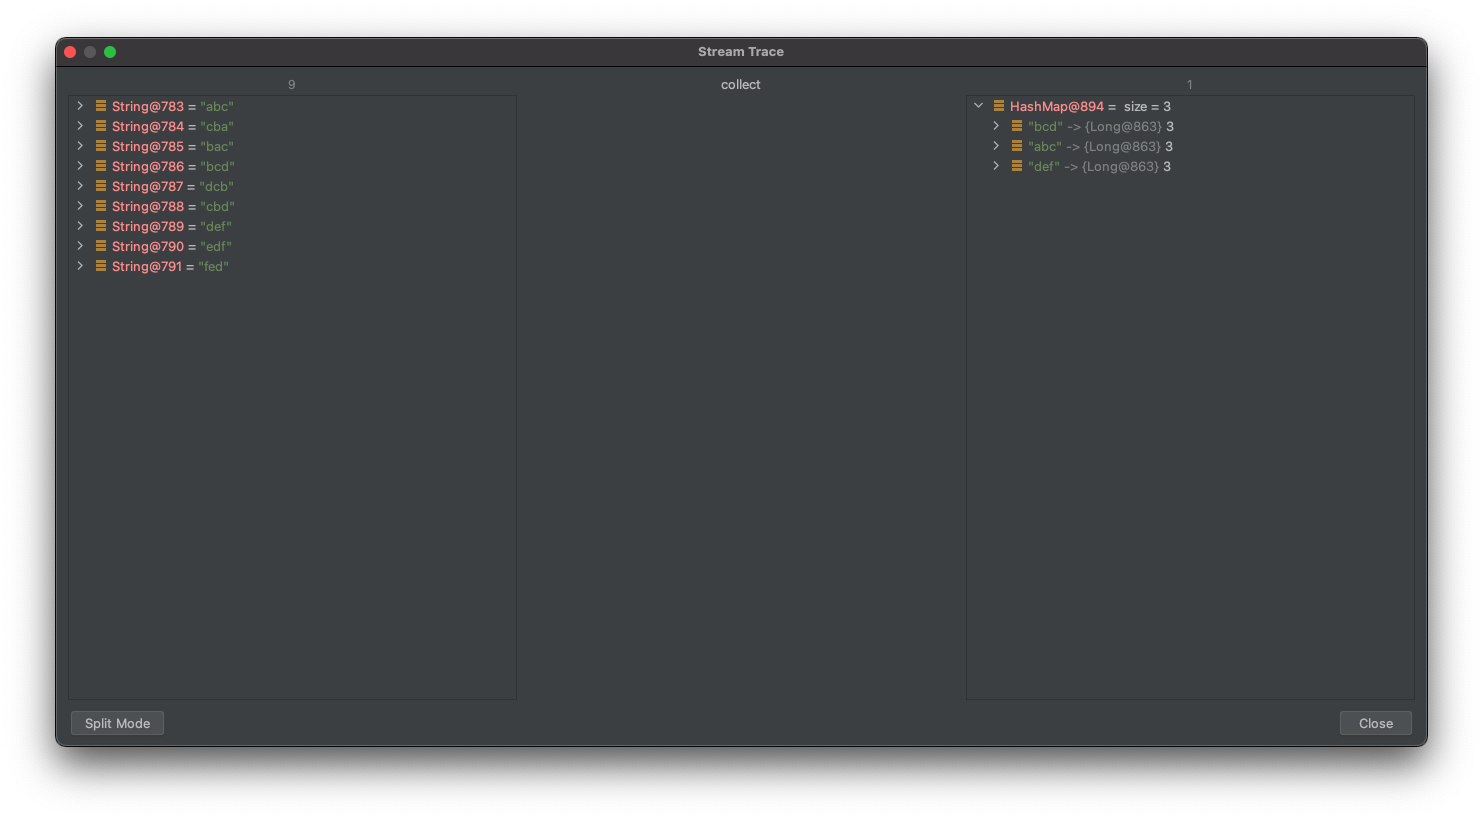 Stream Trace
9
collect
1
String@783 = "abc"
String@784 = "cba"
String@785 = "bac"
String@786 = "bcd"
String@787 = "dcb"
String@788 = "cbd"
String@789 = "def"
String@790 = "edf"
String@791 = "fed"
HashMap@894 = size = 3
"bcd" -> {Long@863} 3
"abc" -> {Long@863} 3
"def" -> {Long@863} 3
Split Mode
Close